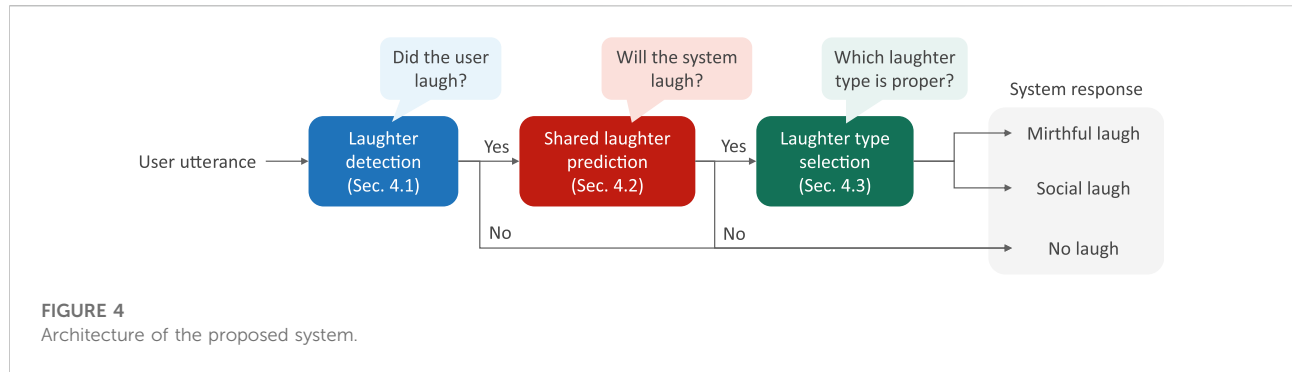 Did the user
laugh?
Will the system
laugh?
Which laughter
type is proper?
System response
User utterance
Laughter
detection
(Sec. 4.1)
Yes
No
Shared laughter
prediction
(Sec. 4.2)
Yes
No
Laughter type
selection
(Sec. 4.3)
Mirthful laugh
Social laugh
No laugh
FIGURE 4
Architecture of the proposed system.